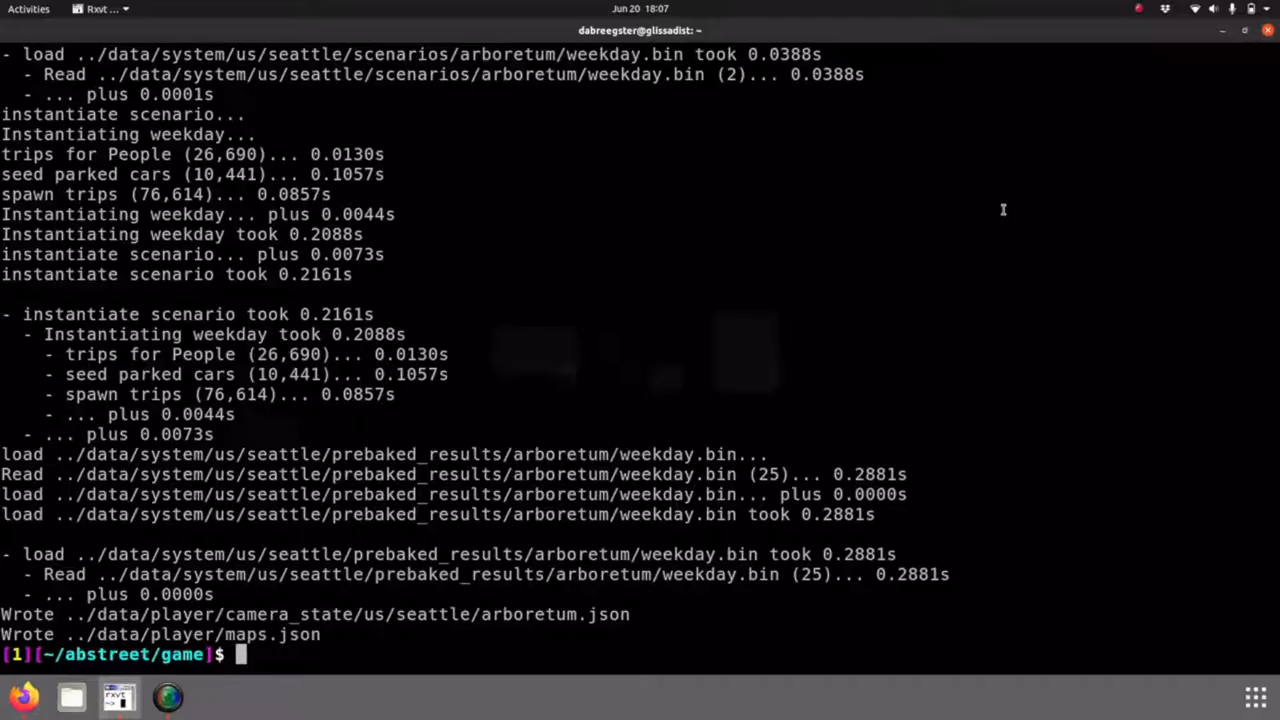 Activities
Rxvt ...
Jun 20 18:07
dabreegster@glissadist: ~
- load ../data/system/us/seattle/scenarios/arboretum/weekday.bin took 0.0388s
- Read ../data/system/us/seattle/scenarios/arboretum/weekday.bin (2)... 0.0388s
- ... plus 0.0001s
instantiate scenario...
Instantiating weekday...
trips for People (26,690)... 0.0130s
seed parked cars (10,441)... 0.1057s
spawn trips (76,614)... 0.0857s
Instantiating weekday... plus 0.0044s
Instantiating weekday took 0.2088s
instantiate scenario... plus 0.0073s
instantiate scenario took 0.2161s
- instantiate scenario took 0.2161s
- Instantiating weekday took 0.2088s
- trips for People (26,690)... 0.0130s
- seed parked cars (10,441)... 0.1057s
- spawn trips (76,614)... 0.0857s
- ... plus 0.0044s
- ... plus 0.0073s
load ../data/system/us/seattle/prebaked_results/arboretum/weekday.bin...
Read ../data/system/us/seattle/prebaked_results/arboretum/weekday.bin (25)... 0.2881s
load ../data/system/us/seattle/prebaked_results/arboretum/weekday.bin... plus 0.0000s
load ../data/system/us/seattle/prebaked_results/arboretum/weekday.bin took 0.2881s
- load ../data/system/us/seattle/prebaked_results/arboretum/weekday.bin took 0.2881s
- Read ../data/system/us/seattle/prebaked_results/arboretum/weekday.bin (25)... 0.2881s
- ... plus 0.0000s
Wrote ../data/player/camera_state/us/seattle/arboretum.json
Wrote ../data/player/maps.json
[1][~/abstreet/game]$
rxvt
~>